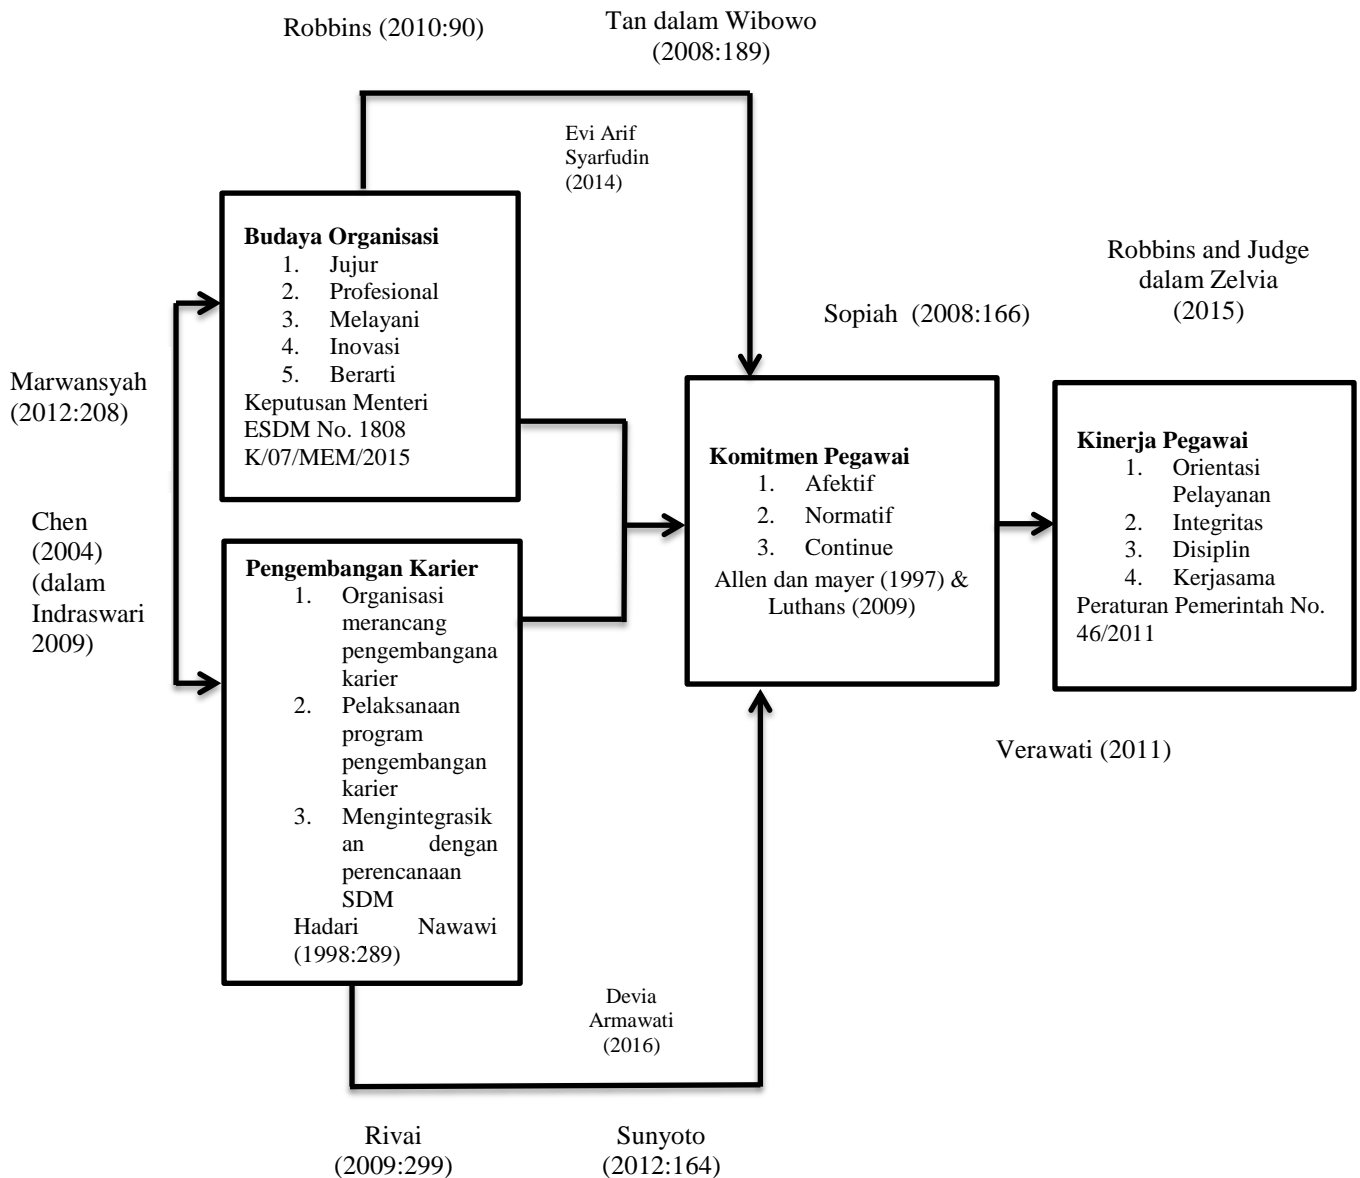 Robbins (2010:90)
Tan dalam Wibowo
(2008:189)
Evi Arif
Syarfudin
(2014)
Budaya Organisasi
1. Jujur
2. Profesional
3. Melayani
4. Inovasi
5. Berarti
Keputusan Menteri
ESDM No. 1808
K/07/MEM/2015
Robbins and Judge
dalam Zelvia
(2015)
Sopiah (2008:166)
Marwansyah
(2012:208)
Chen
(2004)
(dalam
Indraswari
2009)
Komitmen Pegawai
1. Afektif
2. Normatif
3. Continue
Allen dan mayer (1997) &
Luthans (2009)
Kinerja Pegawai
1. Orientasi
Pelayanan
2. Integritas
3. Disiplin
4. Kerjasama
Peraturan Pemerintah No.
46/2011
Pengembangan Karier
1. Organisasi
merancang
pengembangana
karier
2. Pelaksanaan
program
pengembangan
karier
3. Mengintegrasik
an dengan
perencanaan
SDM
Hadari Nawawi
(1998:289)
Verawati (2011)
Devia
Armawati
(2016)
Rivai
(2009:299)
Sunyoto
(2012:164)